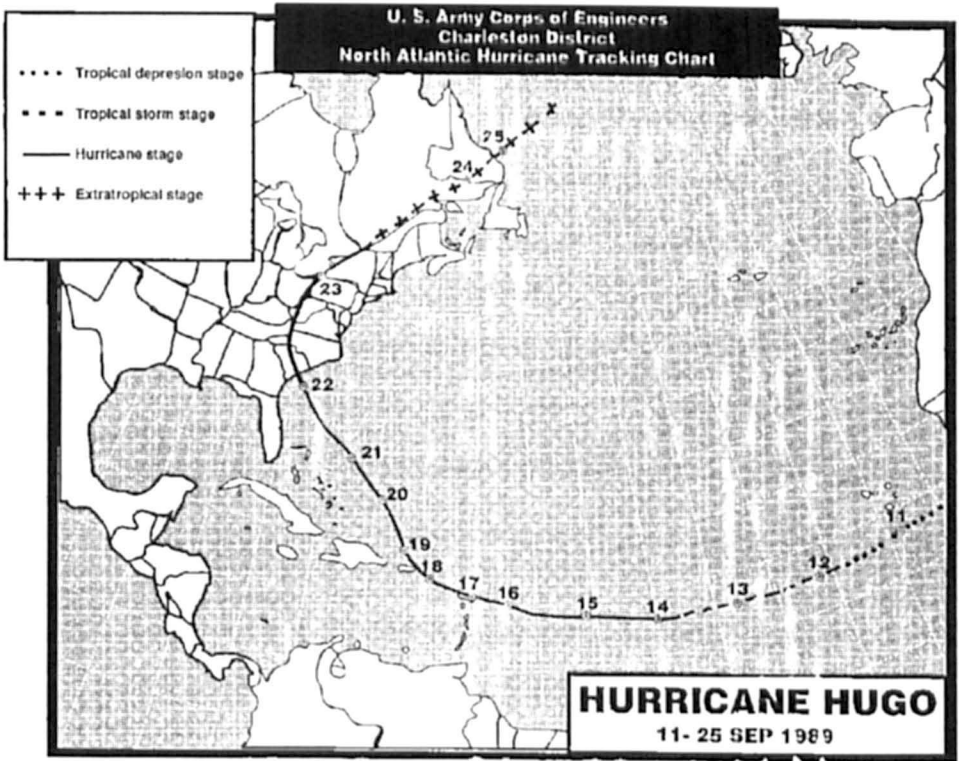 U. S. Army Corps of Engineers
Charleston District
North Atlantic Hurricane Tracking Chart
Tropical depresion stage
Tropical storm stage
Hurricane stage
+++ Extratropical stage
25
24
23
22
21
20
19
18
17
16
15
14
13
12
11
HURRICANE HUGO
11- 25 SEP 1989